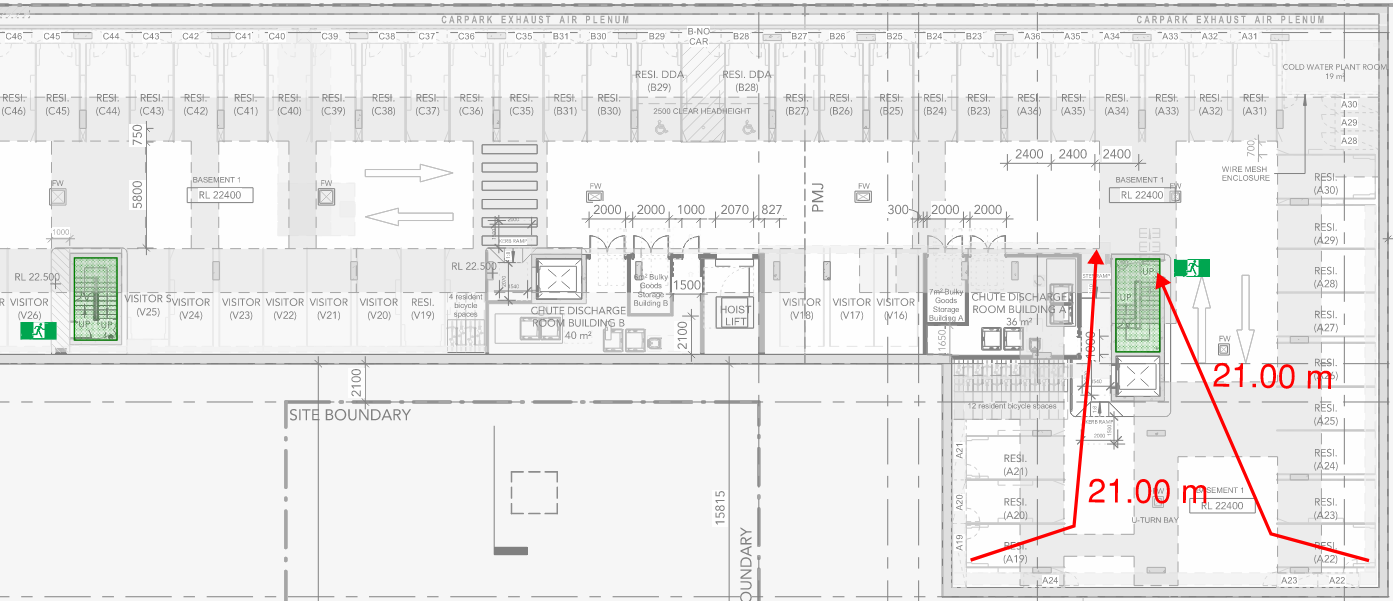 CARPARK EXHAUST AIR PLENUM
CARPARK EXHAUST AIR PLENUM
C46 C45 C44 C43 C42 C41 C40 C39 C38 C37 C36 C35 B31 B30 B29 B-NO CAR B28 B27 B26 B25 B24 B23 A36 A35 A34 A33 A32 A31
COLD WATER PLANT ROOM
RESI. DDA
(B29)
RESI. DDA
(B28)
19 m²
RESI.
(C46)
RESI.
(C45)
RESI.
(C44)
RESI.
(C43)
RESI.
(C42)
RESI.
(C41)
RESI.
(C40)
RESI.
(C39)
RESI.
(C38)
RESI.
(C37)
RESI.
(C36)
RESI.
(C35)
RESI.
(B31)
RESI.
(B30)
2500 CLEAR HEADHEIGHT
RESI.
(B27)
RESI.
(B26)
RESI.
(B25)
RESI.
(B24)
RESI.
(B23)
RESI.
(A36)
RESI.
(A35)
RESI.
(A34)
RESI.
(A33)
RESI.
(A32)
RESI.
(A31)
A30
A29
A28
750
5800
2400 2400 2400
700
WIRE MESH
ENCLOSURE
FW
BASEMENT 1
RL 22400
FW
FW
PMJ
FW
BASEMENT 1
RL 22400
FW
RESI.
(A30)
2000 2000 1000 2070 827
300 2000 2000
1000
2000
KERB RAMP
RESI.
(A29)
RL 22.500
RL 22.500
UP
UP UP
6m² Bulky
Goods
Storage
Building B
1500
HOIST
LIFT
7m² Bulky
Goods
Storage
Building A
UP
UP
RESI.
(A28)
VISITOR
(V26)
VISITOR S
(V25)
VISITOR
(V24)
VISITOR
(V23)
VISITOR
(V22)
VISITOR
(V21)
VISITOR
(V20)
RESI.
(V19)
4 resident
bicycle
spaces
CHUTE DISCHARGE
ROOM BUILDING B
40 m²
VISITOR
(V18)
VISITOR
(V17)
VISITOR
(V16)
CHUTE DISCHARGE
ROOM BUILDING A
36 m²
RESI.
(A27)
2100
1650
1000
FW
21.00 m
2100
SITE BOUNDARY
12 resident bicycle spaces
KERB RAMP
2000
RESI.
(A25)
A21
RESI.
(A21)
RESI.
(A24)
21.00 m
15815
A20
RESI.
(A20)
FW
BASEMENT 1
RL 22400
RESI.
(A23)
U-TURN BAY
A19
RESI.
(A19)
RESI.
(A22)
OUNDARY
A24
A23
A22